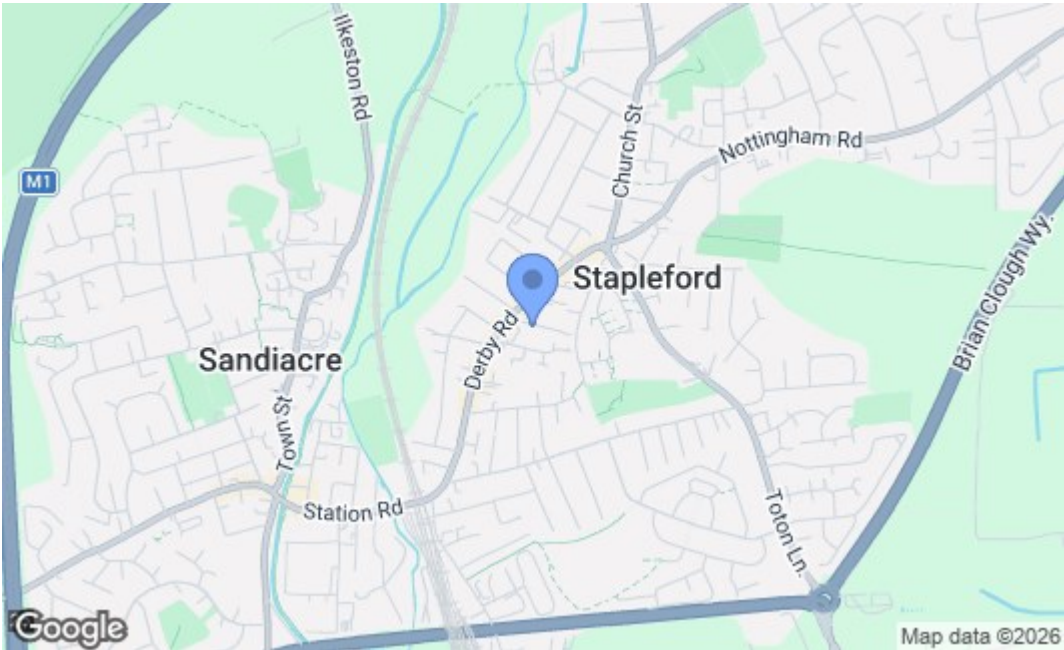 Ilkeston Rd
M1
Church St
Nottingham Rd
Stapleford
Brian Clough Wy.
Derby Rd
Sandiacre
Town St
Station Rd
Toton Ln.
Google
Map data ©2026